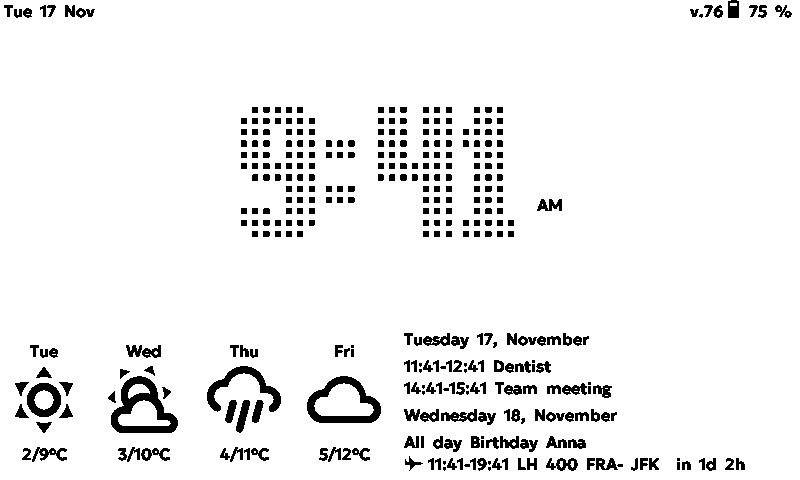 Tue 17 Nov
v.76 75 %
9:41 AM
Tue Wed Thu Fri
2/9°C 3/10°C 4/11°C 5/12°C
Tuesday 17, November
11:41-12:41 Dentist
14:41-15:41 Team meeting
Wednesday 18, November
All day Birthday Anna
11:41-19:41 LH 400 FRA- JFK in 1d 2h